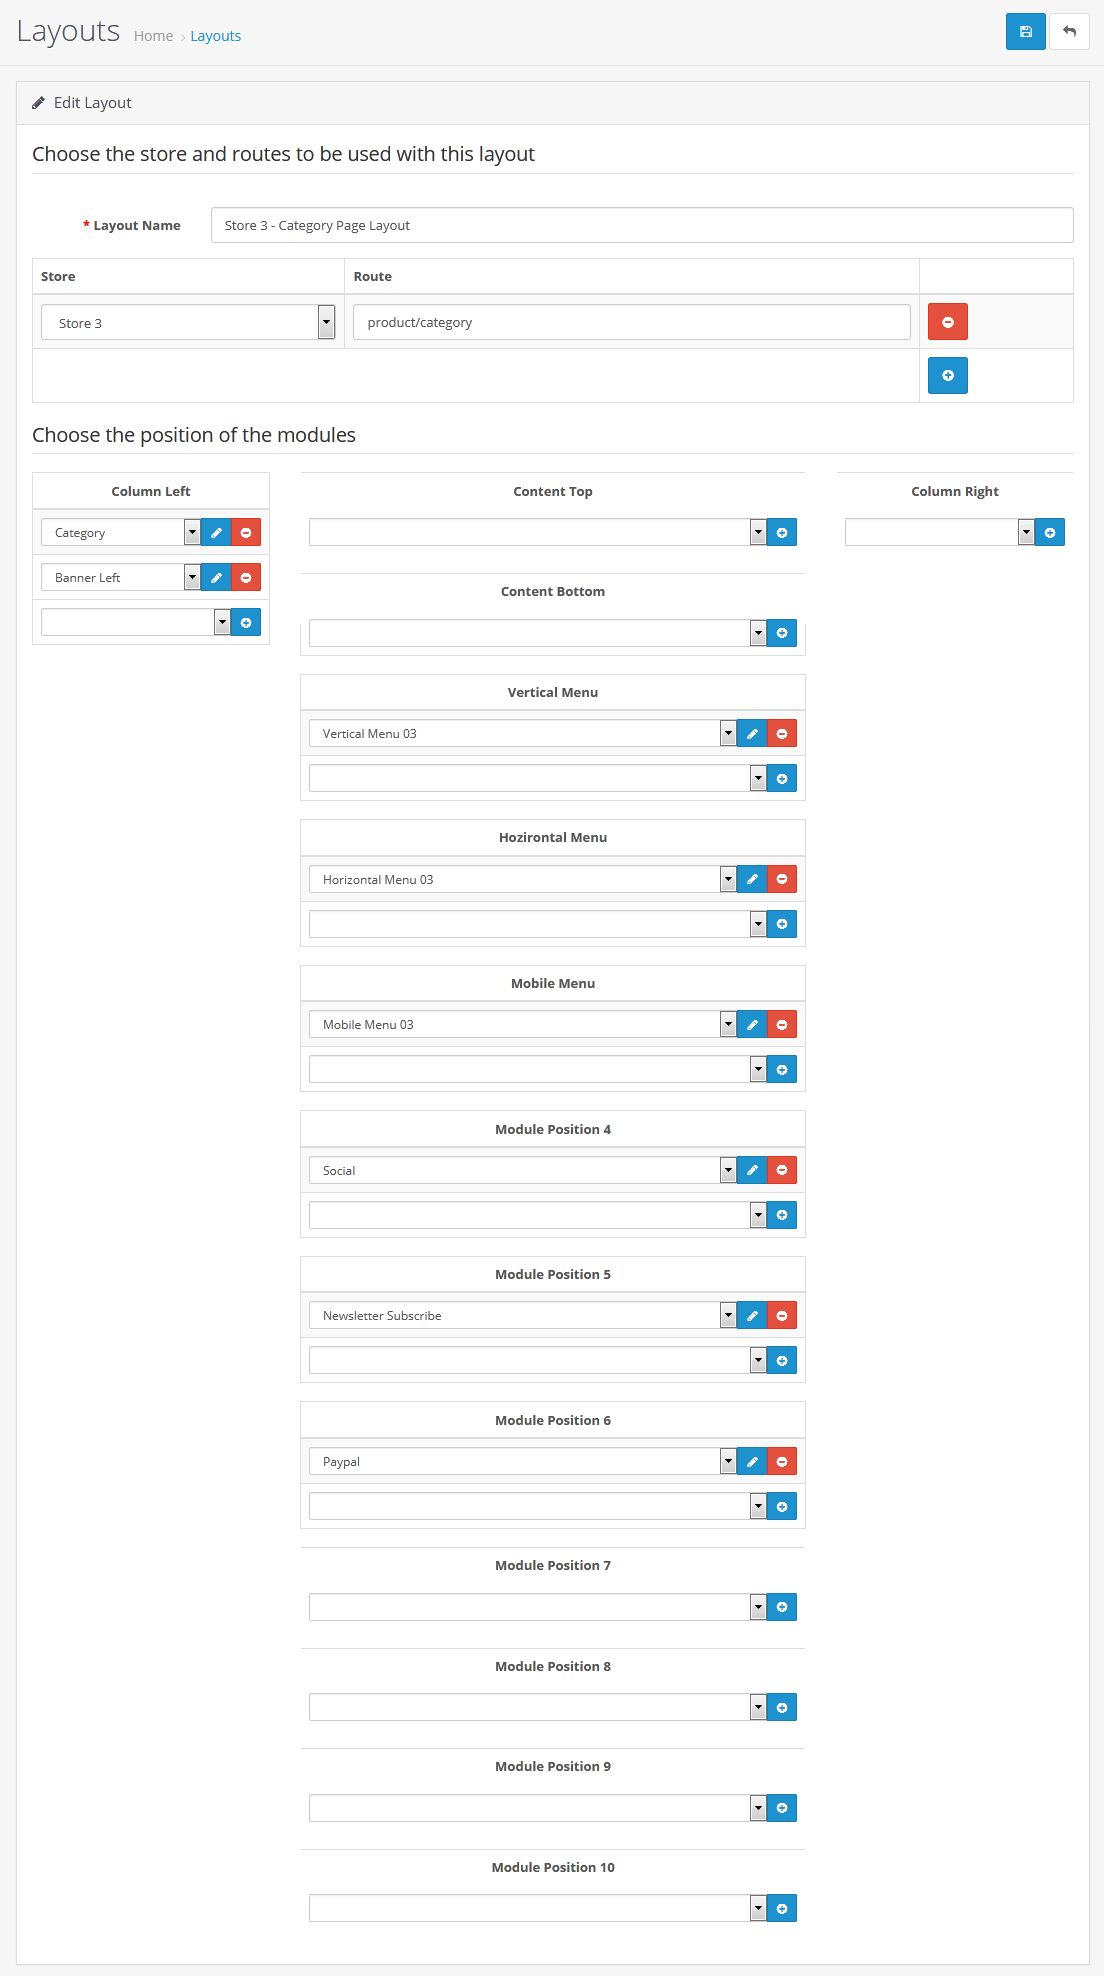 Layouts Home › Layouts
Edit Layout
Choose the store and routes to be used with this layout
* Layout Name Store 3 - Category Page Layout
Store Route
Store 3 product/category
Choose the position of the modules
Column Left
Category
Banner Left
Content Top
Content Bottom
Vertical Menu
Vertical Menu 03
Hozirontal Menu
Horizontal Menu 03
Mobile Menu
Mobile Menu 03
Module Position 4
Social
Module Position 5
Newsletter Subscribe
Module Position 6
Paypal
Module Position 7
Module Position 8
Module Position 9
Module Position 10
Column Right